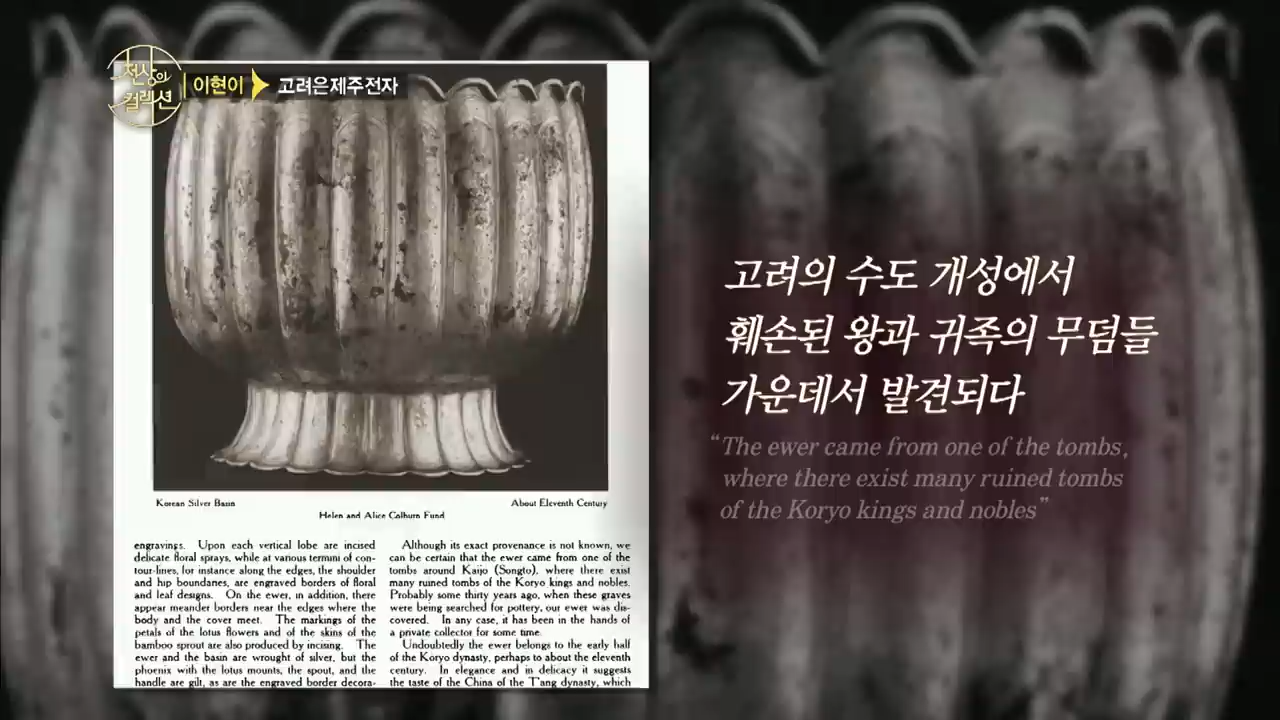 천상의
컬렉션
이현이
고려은제주전자
Korean Silver Basin
About Eleventh Century
Helen and Alice Colburn Fund
engravings. Upon each vertical lobe are incised
delicate floral sprays, while at various termini of con-
tour-lines, for instance along the edges, the shoulder
and hip boundaries, are engraved borders of floral
and leaf designs. On the ewer, in addition, there
appear meander borders near the edges where the
body and the cover meet. The markings of the
petals of the lotus flowers and of the skins of the
bamboo sprout are also produced by incising. The
ewer and the basin are wrought of silver, but the
phoenix with the lotus mounts, the spout, and the
handle are gilt, as are the engraved border decora-
Although its exact provenance is not known, we
can be certain that the ewer came from one of the
tombs around Kaijo (Songto), where there exist
many ruined tombs of the Koryo kings and nobles.
Probably some thirty years ago, when these graves
were being searched for pottery, our ewer was dis-
covered. In any case, it has been in the hands of
a private collector for some time.
Undoubtedly the ewer belongs to the early half
of the Koryo dynasty, perhaps to about the eleventh
century. In elegance and in delicacy it suggests
the taste of the China of the T'ang dynasty, which
고려의 수도 개성에서
훼손된 왕과 귀족의 무덤들
가운데서 발견되다
“The ewer came from one of the tombs,
where there exist many ruined tombs
of the Koryo kings and nobles”